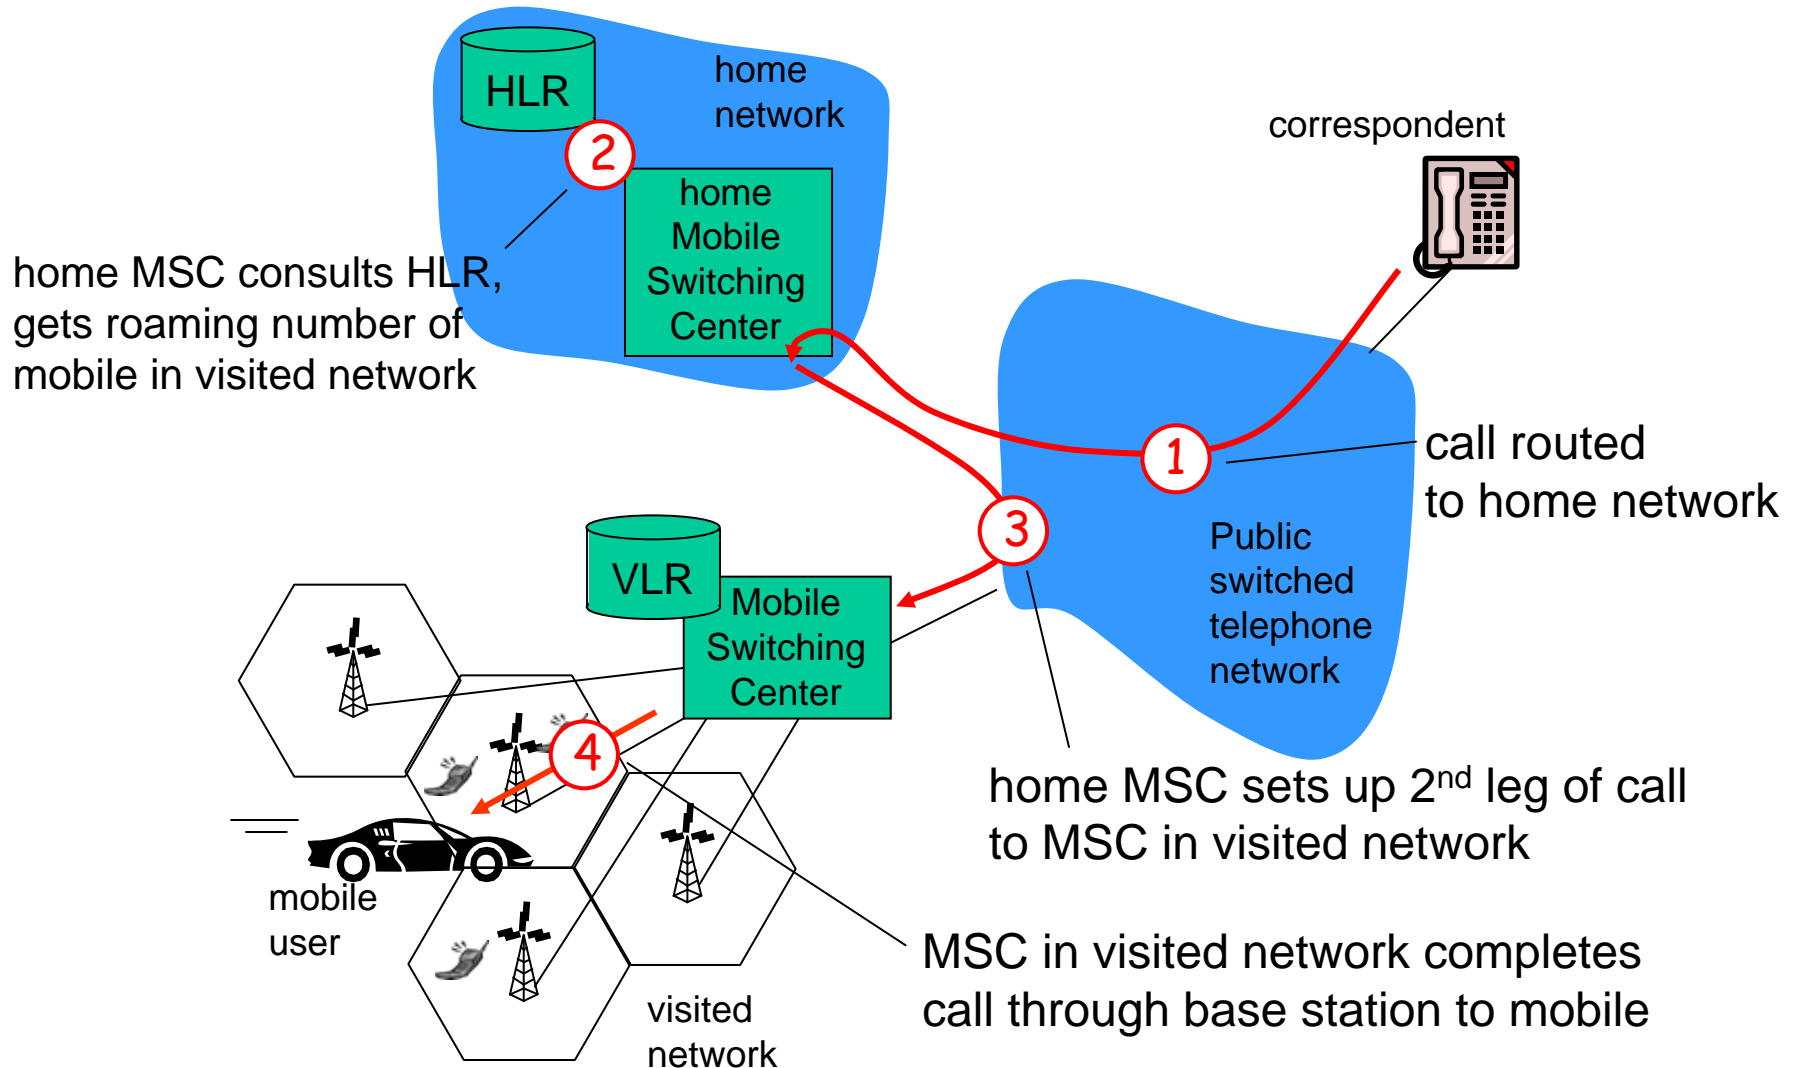 HLR
home
network
2
home
Mobile
Switching
Center
correspondent
home MSC consults HLR,
gets roaming number of
mobile in visited network
1
call routed
to home network
3
Public
switched
telephone
network
VLR
Mobile
Switching
Center
4
home MSC sets up 2nd leg of call
to MSC in visited network
mobile
user
MSC in visited network completes
call through base station to mobile
visited
network